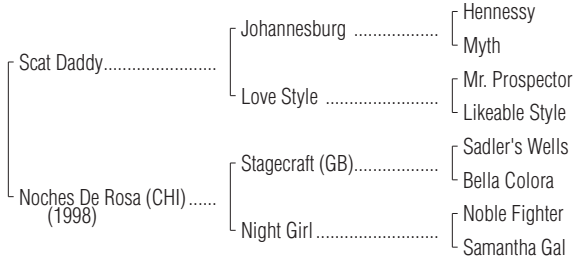 Hennessy
Johannesburg ..................
Myth
Scat Daddy........................
Mr. Prospector
Love Style ........................
Likeable Style
Sadler's Wells
Stagecraft (GB)..................
Bella Colora
Noches De Rosa (CHI) ......
(1998)
Noble Fighter
Night Girl ..........................
Samantha Gal